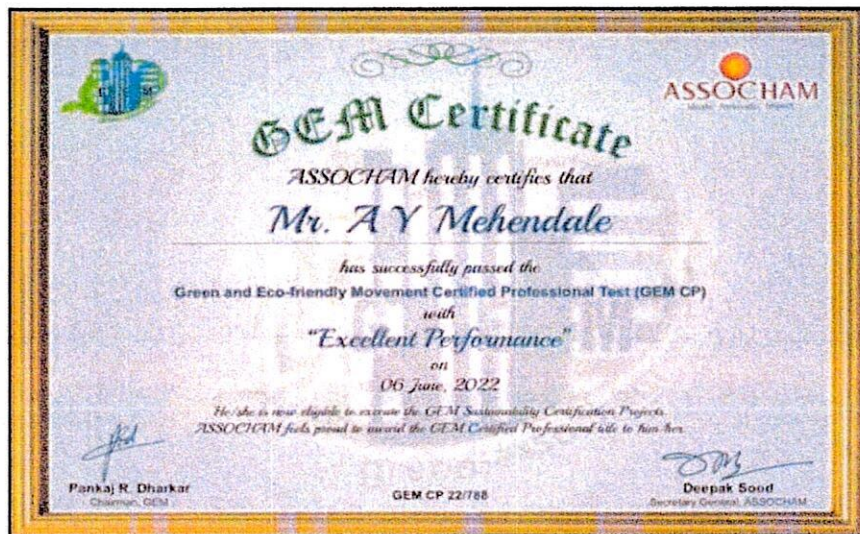 G E M
ASSOCHAM
GEM Certificate
ASSOCHAM hereby certifies that
Mr. A Y Mehendale
has successfully passed the
Green and Eco-friendly Movement Certified Professional Test (GEM CP)
with
"Excellent Performance"
on
06 June, 2022
He/she is now eligible to execute the GEM Sustainability Certification Projects
ASSOCHAM feels proud to award the GEM Certified Professional title to him/her
Pankaj R. Dharkar
Chairman, GEM
GEM CP 22/788
Deepak Sood
Secretary General, ASSOCHAM